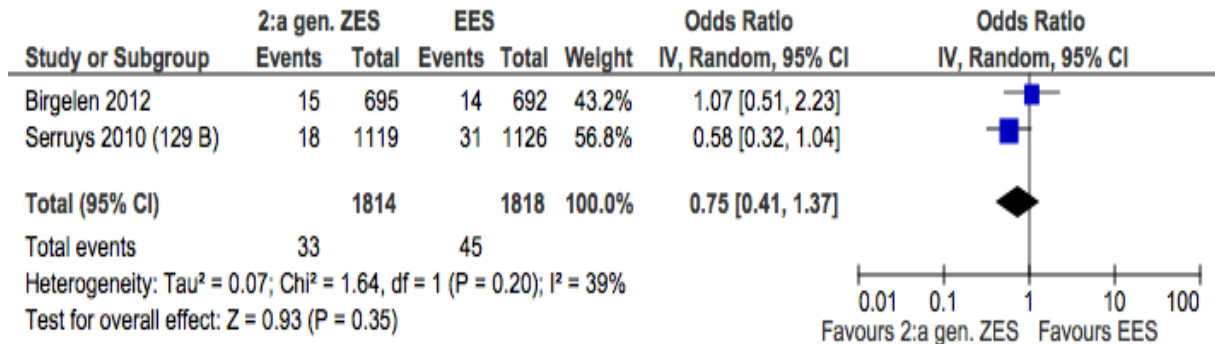 2:a gen. ZES EES Odds Ratio Odds Ratio
Study or Subgroup Events Total Events Total Weight IV, Random, 95% CI IV, Random, 95% CI
Birgelen 2012 15 695 14 692 43.2% 1.07 [0.51, 2.23]
Serruys 2010 (129 B) 18 1119 31 1126 56.8% 0.58 [0.32, 1.04]
Total (95% CI) 1814 1818 100.0% 0.75 [0.41, 1.37]
Total events 33 45
Heterogeneity: Tau² = 0.07; Chi² = 1.64, df = 1 (P = 0.20); I² = 39%
Test for overall effect: Z = 0.93 (P = 0.35)
0.01 0.1 1 10 100
Favours 2:a gen. ZES Favours EES